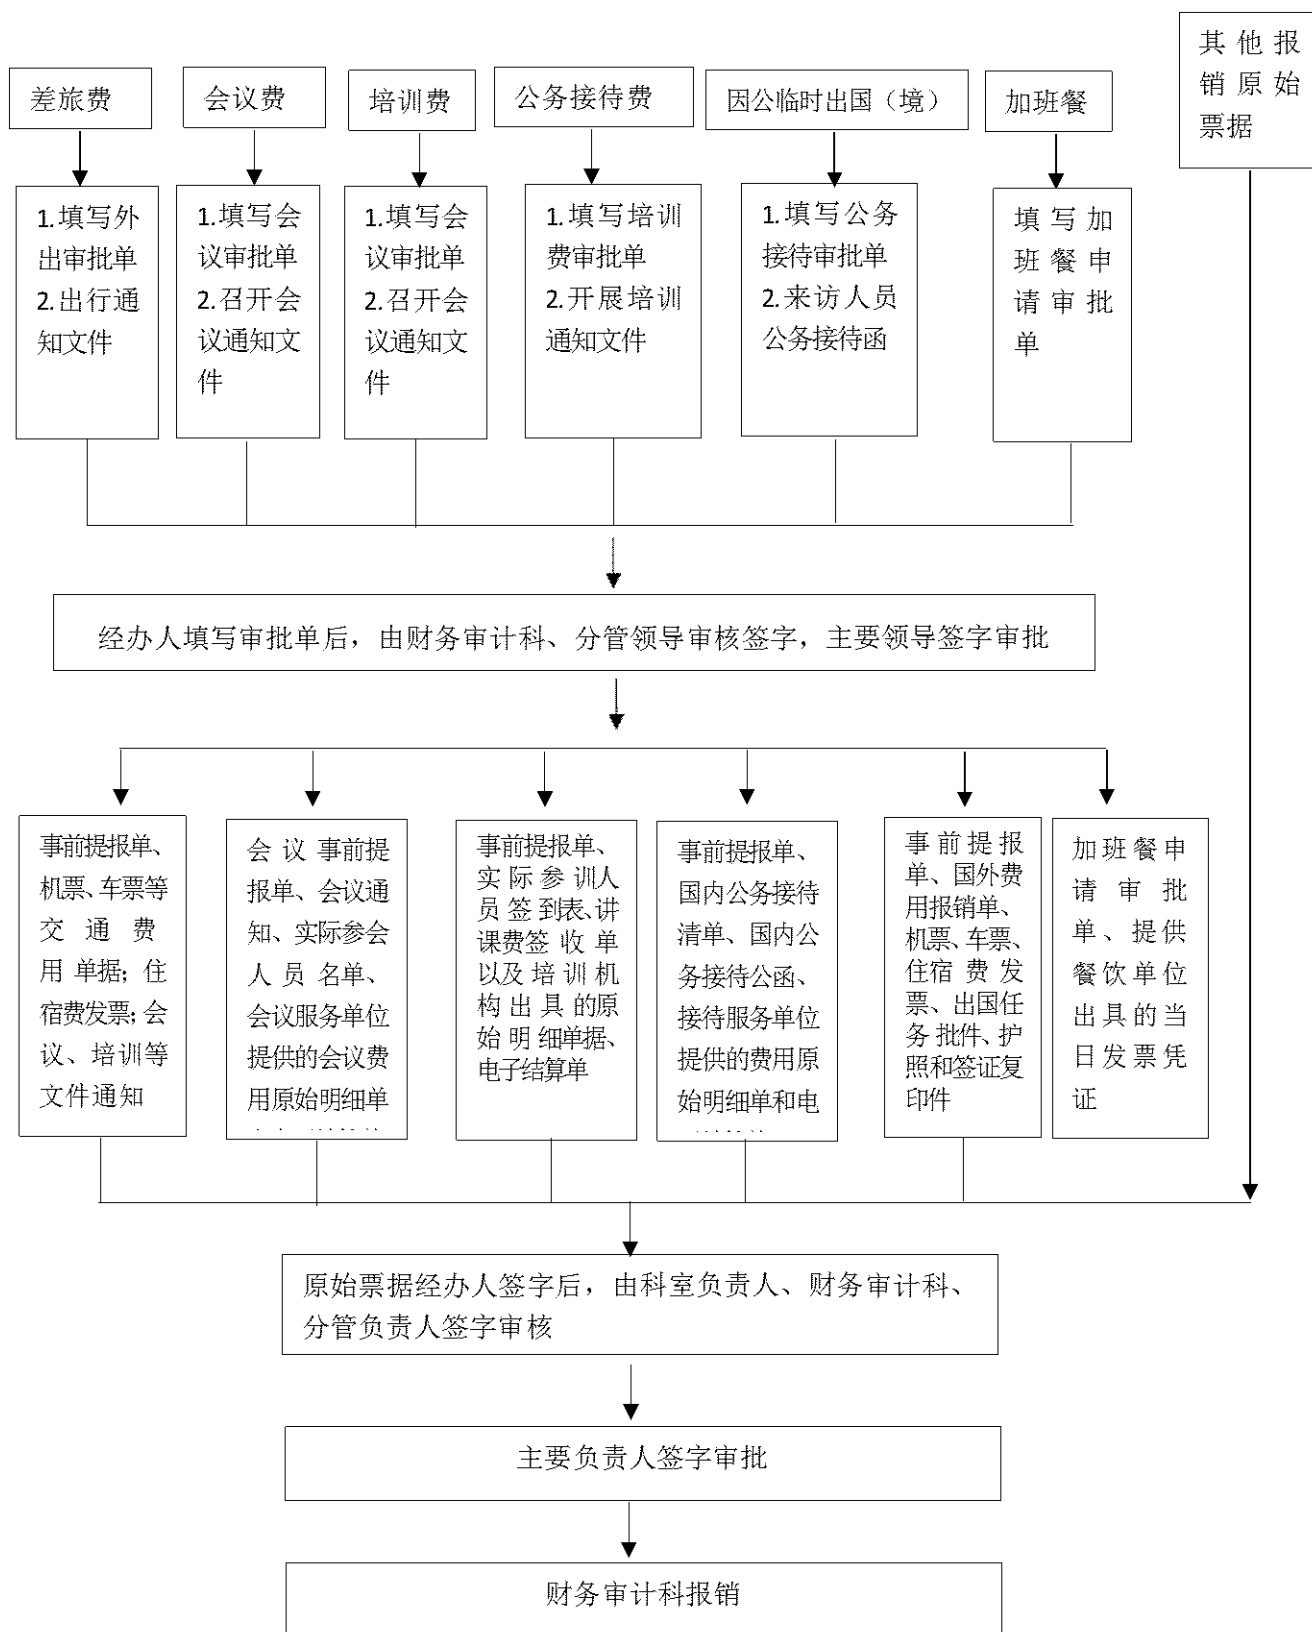 差旅费
会议费
培训费
公务接待费
因公临时出国（境）
加班餐
其他报
销原始
票据
1.填写外
出审批单
2.出行通
知文件
1.填写会
议审批单
2.召开会
议通知文
件
1.填写会
议审批单
2.召开会
议通知文
件
1.填写培训
费审批单
2.开展培训
通知文件
1.填写公务
接待审批单
2.来访人员
公务接待函
填写加
班餐申
请审批
单
经办人填写审批单后，由财务审计科、分管领导审核签字，主要领导签字审批
事前提报单、
机票、车票等
交通费
用单据；住
宿费发票；会
议、培训等
文件通知
会议事前提
报单、会议通
知、实际参会
人员名单、
会议服务单位
提供的会议费
用原始明细单
事前提报单、
实际参训人
员签到表、讲
课费签收单
以及培训机
构出具的原
始明细单据、
电子结算单
事前提报单、
国内公务接待
清单、国内公
务接待公函、
接待服务单位
提供的费用原
始明细单和电
事前提报
单、国外费
用报销单、
机票、车票、
住宿费发
票、出国任
务批件、护
照和签证复
印件
加班餐申
请审批
单、提供
餐饮单位
出具的当
日发票凭
证
原始票据经办人签字后，由科室负责人、财务审计科、
分管负责人签字审核
主要负责人签字审批
财务审计科报销